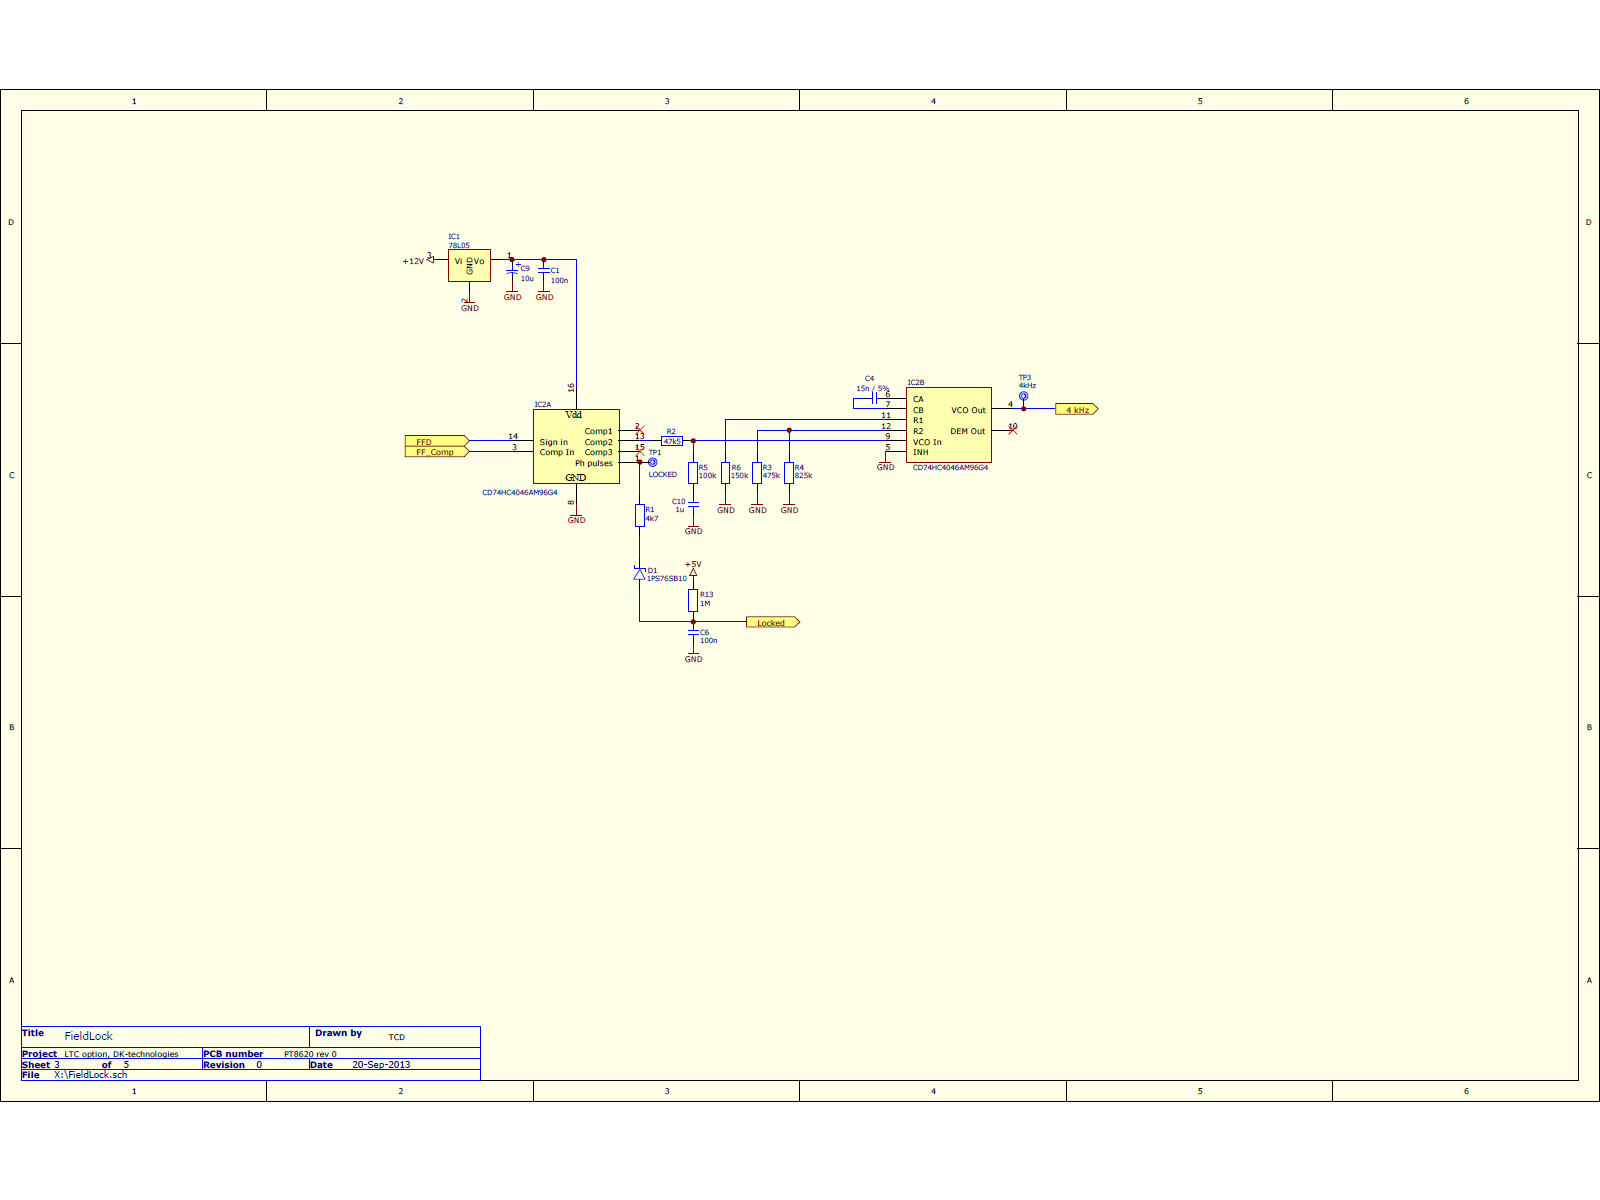 1 2 3 4 5 6
D D
IC1
78L05
+12V 3 Vi GND Vo 1
C9
10u
C1
100n
2
GND GND GND
C C
16
IC2A
Vdd
Comp1 2
FFD 14 Sign in Comp2 13
FF_Comp 3 Comp In Comp3 15
Ph pulses 1
GND
CD74HC4046AM96G4
8
GND
R2
47k5
TP1
LOCKED
R5
100k
R6
150k
R3
475k
R4
825k
C10
1u
GND GND GND
GND
C4
15n / 5%
IC2B
6 CA
7 CB
11 R1
12 R2
9 VCO In
5 INH
VCO Out 4
DEM Out 10
GND
CD74HC4046AM96G4
TP3
4kHz
4 kHz
R1
4k7
D1
1PS76SB10
+5V
R13
1M
Locked
C6
100n
GND
B B
A A
Title FieldLock Drawn by TCD
Project LTC option, DK-technologies PCB number PT8620 rev 0
Sheet 3 of 5 Revision 0 Date 20-Sep-2013
File X:\FieldLock.sch
1 2 3 4 5 6